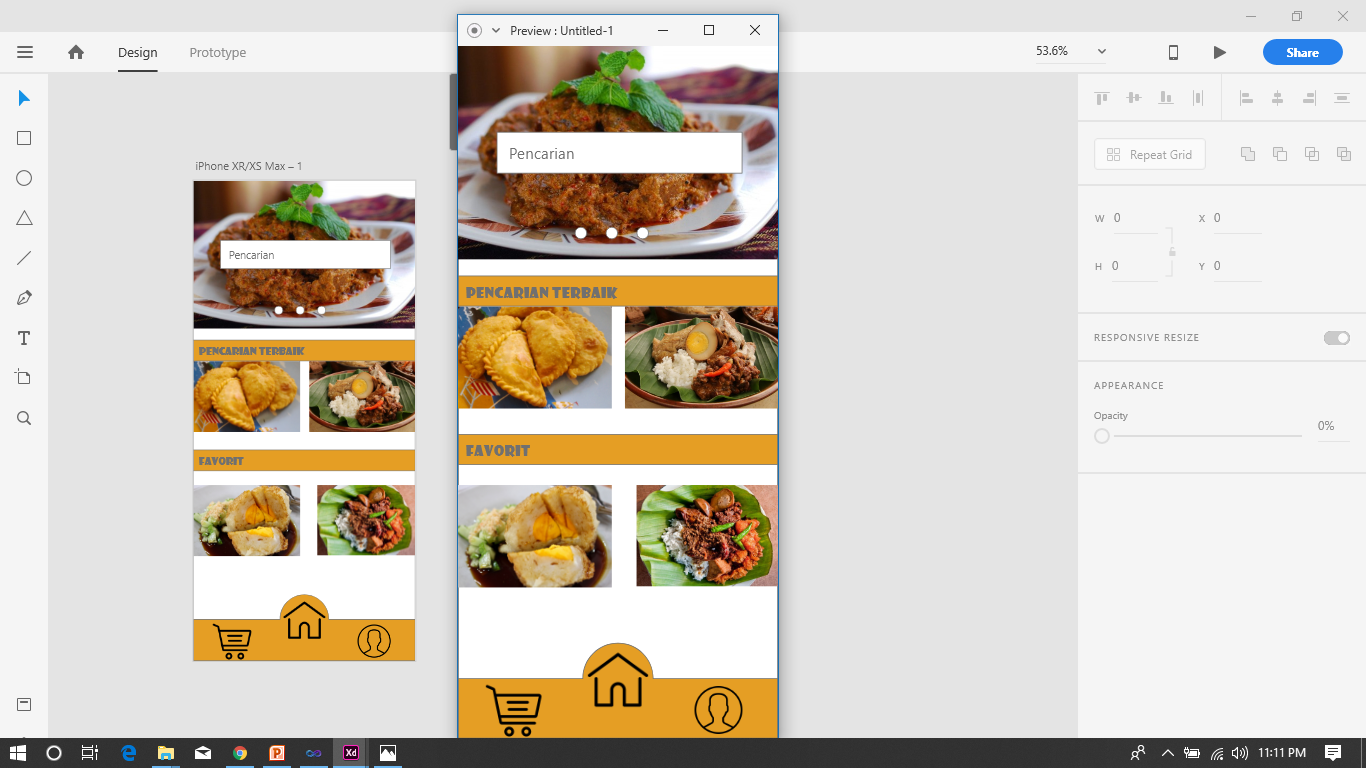 Preview : Untitled-1
Design
Prototype
53.6%
Share
iPhone XR/XS Max – 1
Pencarian
PENCARIAN TERBAIK
FAVORIT
Pencarian
PENCARIAN TERBAIK
FAVORIT
Repeat Grid
W 0
X 0
H 0
Y 0
RESPONSIVE RESIZE
APPEARANCE
Opacity
0%
Xd
11:11 PM